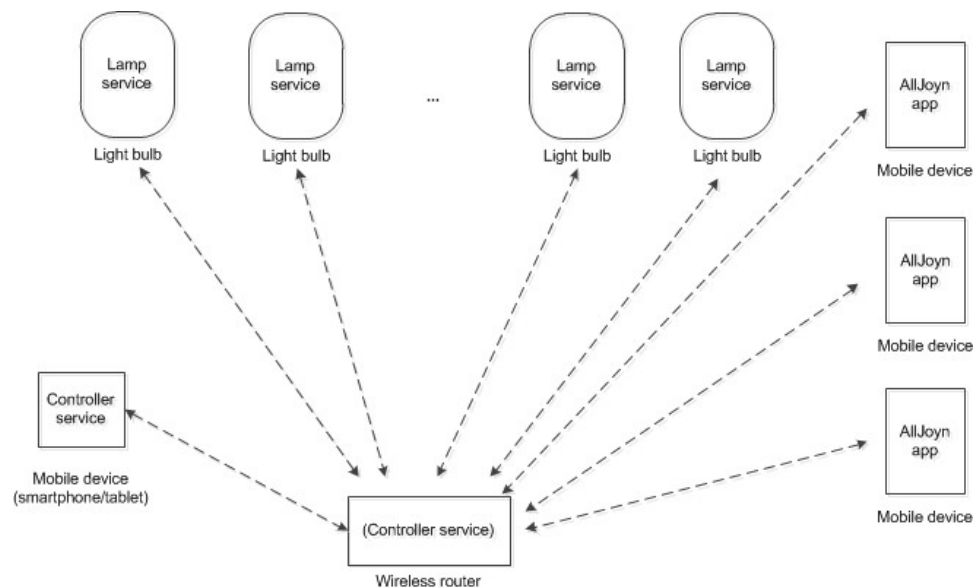 Lamp
service
Light bulb
Lamp
service
Light bulb
...
Lamp
service
Light bulb
Lamp
service
Light bulb
AllJoyn
app
Mobile device
AllJoyn
app
Mobile device
Controller
service
Mobile device
(smartphone/tablet)
AllJoyn
app
Mobile device
(Controller service)
Wireless router